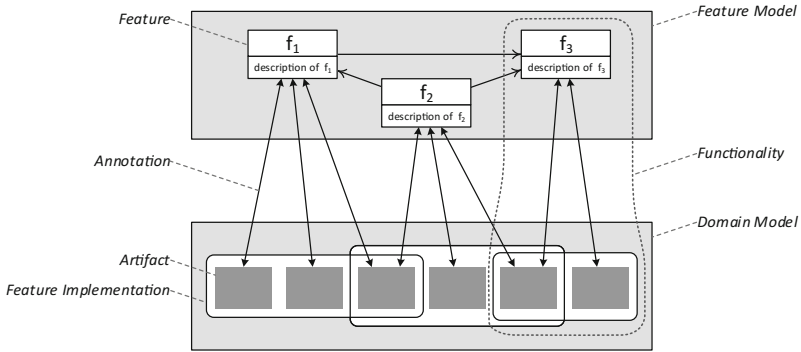 Feature
Feature Model
f1
description of f1
f3
description of f3
f2
description of f2
Annotation
Functionality
Domain Model
Artifact
Feature Implementation